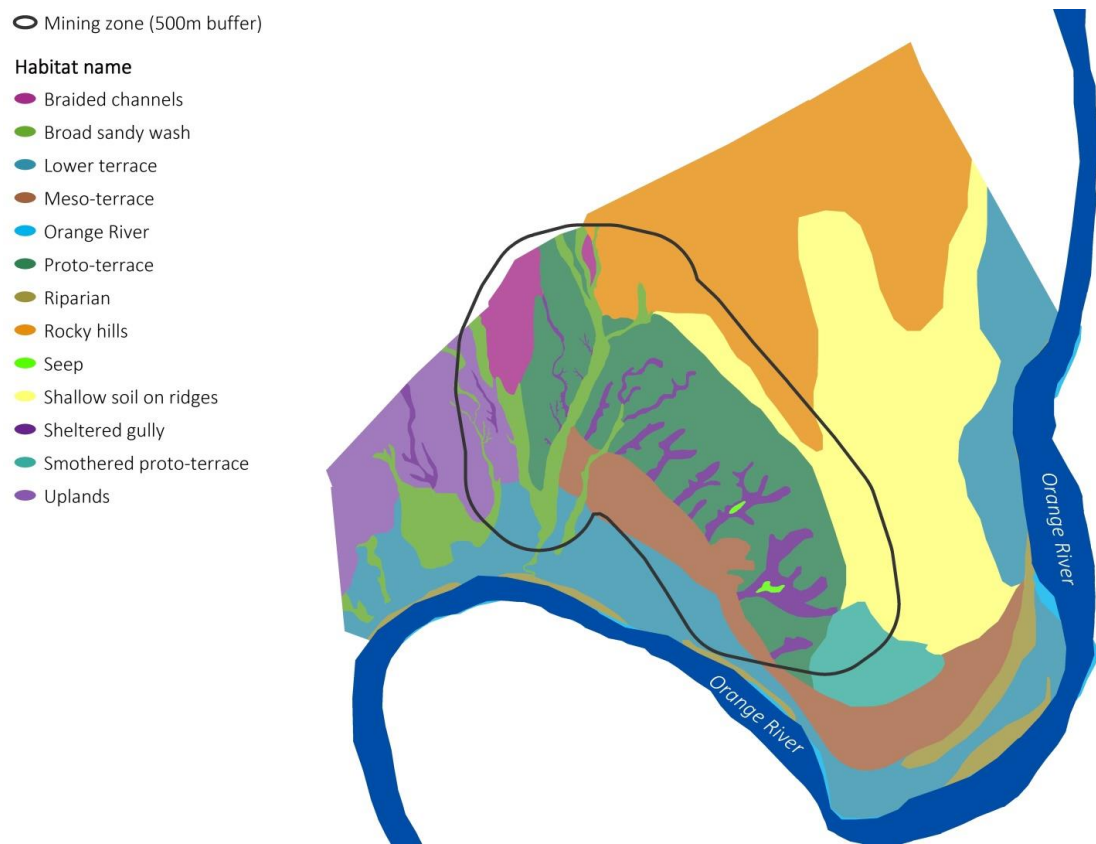 Mining zone (500m buffer)
Habitat name
Braided channels
Broad sandy wash
Lower terrace
Meso-terrace
Orange River
Proto-terrace
Riparian
Rocky hills
Seep
Shallow soil on ridges
Sheltered gully
Smothered proto-terrace
Uplands
Orange River
Orange River